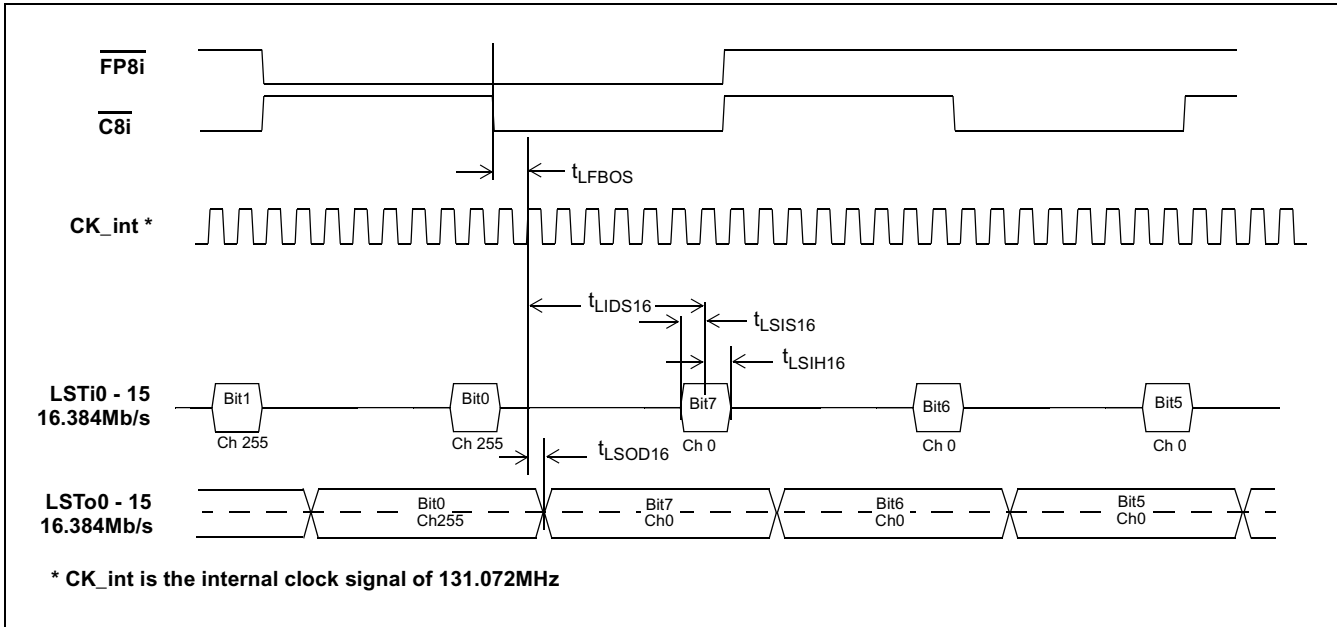 FP8i
C8i
tLFBOS
CK_int *
tLIDS16
tLSIS16
tLSIH16
LSTi0 - 15
16.384Mb/s
Bit1
Ch 255
Bit0
Ch 255
Bit7
Ch 0
Bit6
Ch 0
Bit5
Ch 0
tLSOD16
LSTo0 - 15
16.384Mb/s
Bit0
Ch255
Bit7
Ch0
Bit6
Ch0
Bit5
Ch0
* CK_int is the internal clock signal of 131.072MHz